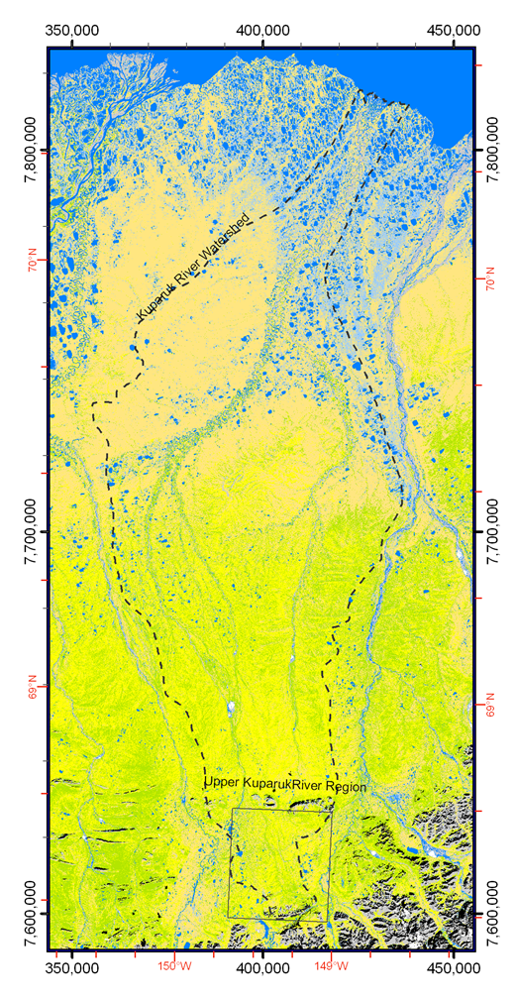 350,000 400,000 450,000
7,800,000 7,800,000
Kuparuk River Watershed
70°N 70°N
7,700,000 7,700,000
69°N 69°N
Upper KuparukRiver Region
7,600,000 7,600,000
350,000 150°W 400,000 149°W 450,000